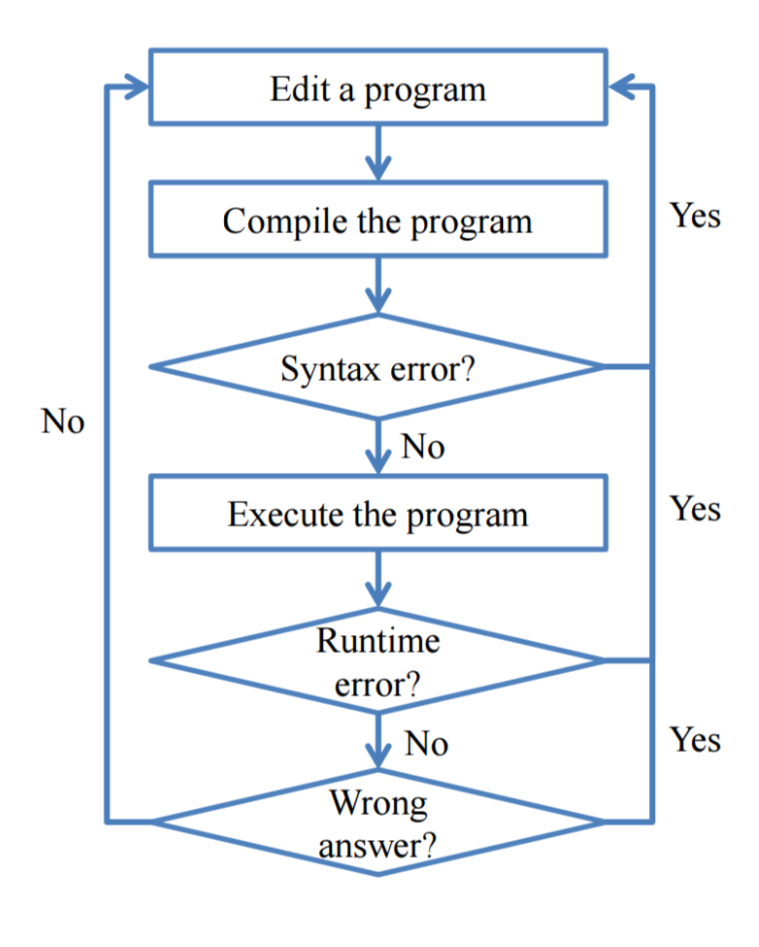 Edit a program
Compile the program
Yes
Syntax error?
No
No
Execute the program
Yes
Runtime
error?
No
Yes
Wrong
answer?